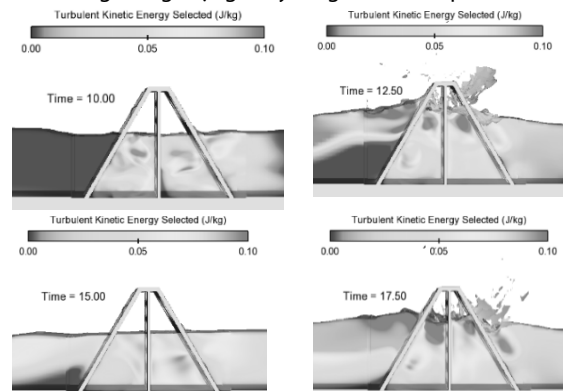 Turbulent Kinetic Energy Selected (J/kg)
0.00 0.05 0.10
Time = 10.00
Turbulent Kinetic Energy Selected (J/kg)
0.00 0.05 0.10
Time = 12.50
Turbulent Kinetic Energy Selected (J/kg)
0.00 0.05 0.10
Time = 15.00
Turbulent Kinetic Energy Selected (J/kg)
0.00 0.05 0.10
Time = 17.50